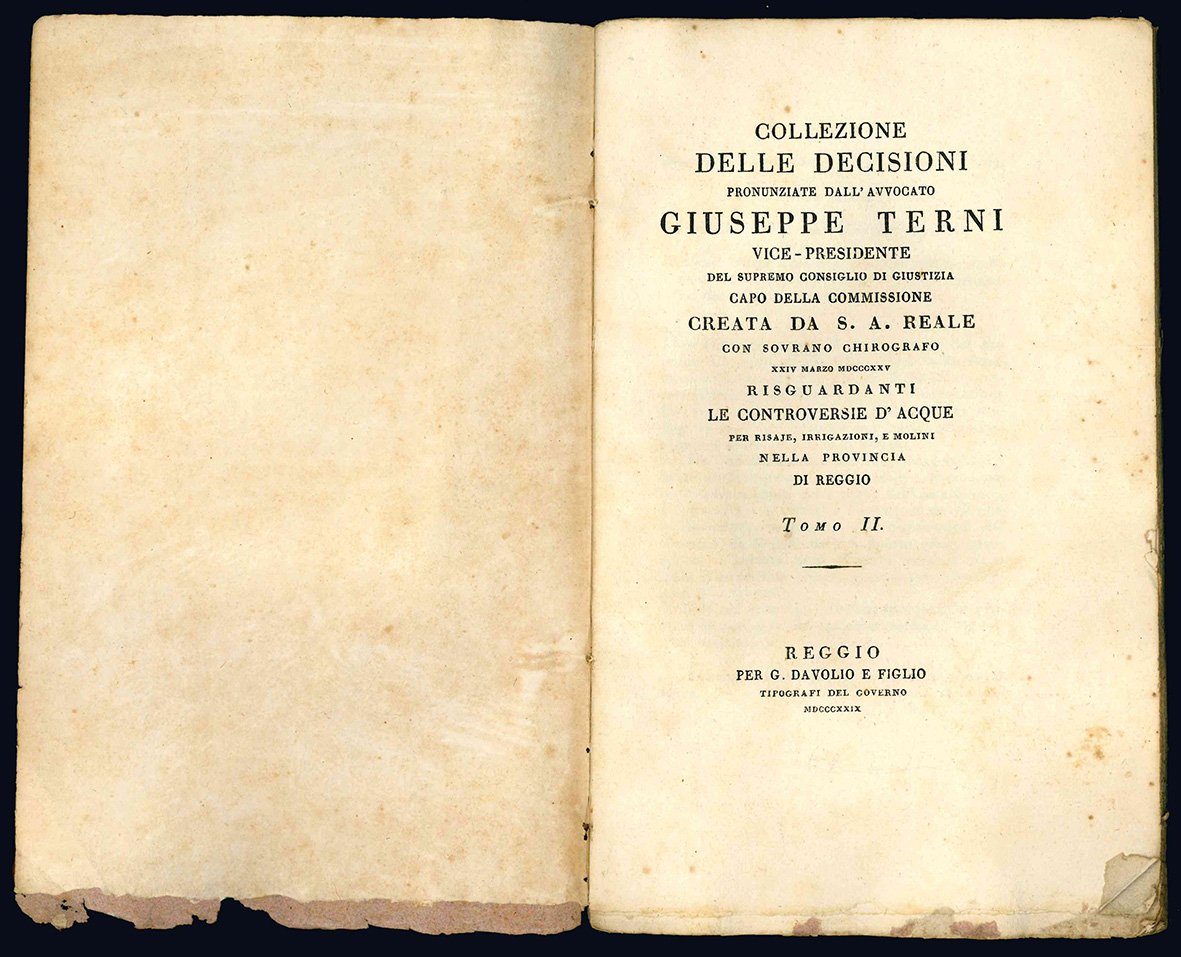 COLLEZIONE
DELLE DECISIONI
PRONUNZIATE DALL' AVVOCATO
GIUSEPPE TERNI
VICE-PRESIDENTE
DEL SUPREMO CONSIGLIO DI GIUSTIZIA
CAPO DELLA COMMISSIONE
CREATA DA S. A. REALE
CON SOVRANO CHIROGRAFO
XXIV MARZO MDCCCXXV
RISGUARDANTI
LE CONTROVERSIE D' ACQUE
PER RISAJE, IRRIGAZIONI, E MOLINI
NELLA PROVINCIA
DI REGGIO
TOMO II.
REGGIO
PER G. DAVOLIO E FIGLIO
TIPOGRAFI DEL GOVERNO
MDCCCXXIX